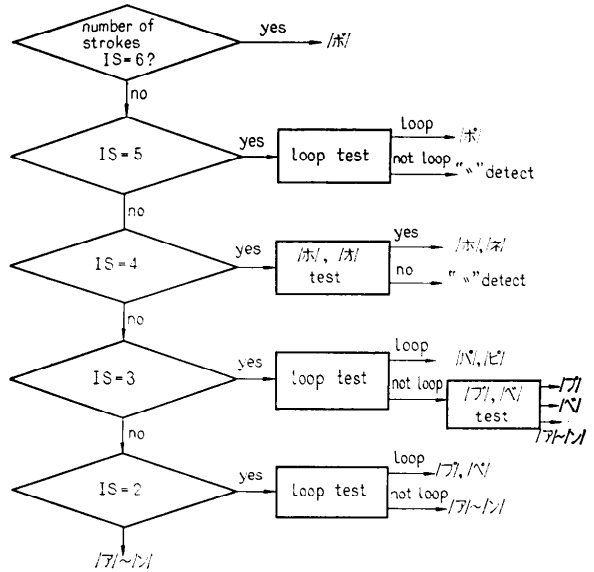 number of
strokes
IS=6?
yes
/ボ/
no
IS=5
yes
loop test
loop
/ポ/
not loop
"〃" detect
no
IS=4
yes
/ホ/, /ネ/
test
yes
/ホ/,/ネ/
no
"〃" detect
no
IS=3
yes
loop test
loop
/パ/,/ピ/
not loop
/ブ/, /ベ/
test
/ブ/
/ベ/
/ア/~/ン/
no
IS=2
yes
loop test
loop
/プ/,/ペ/
not loop
/ア/~/ン/
/ア/~/ン/